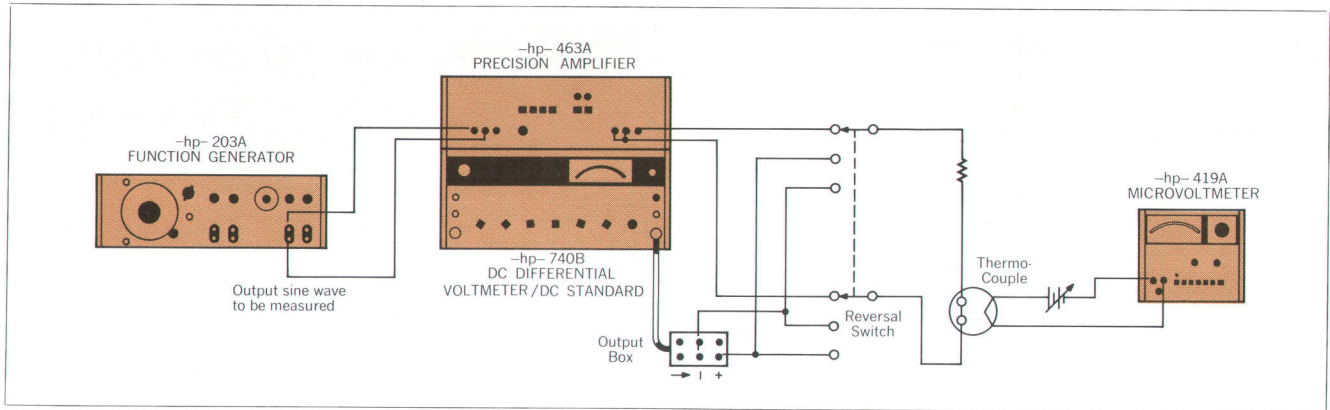 -hp- 463A
PRECISION AMPLIFIER
-hp- 203A
FUNCTION GENERATOR
-hp- 419A
MICROVOLTMETER
-hp- 740B
DC DIFFERENTIAL
VOLTMETER/DC STANDARD
Output sine wave
to be measured
Thermo-
Couple
Reversal
Switch
Output
Box